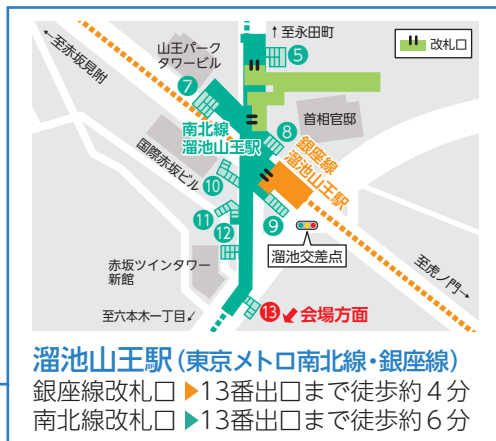 ↑至永田町
改札口
←至赤坂見附
山王パーク
タワービル
5
7
首相官邸
南北線
溜池山王駅
8
銀座線
溜池山王駅
国際赤坂ビル
10
9
11
12
溜池交差点
赤坂ツインタワー
新館
至虎ノ門→
至六本木一丁目↙
13 ↙ 会場方面
溜池山王駅(東京メトロ南北線・銀座線)
銀座線改札口 ▶13番出口まで徒歩約4分
南北線改札口 ▶13番出口まで徒歩約6分